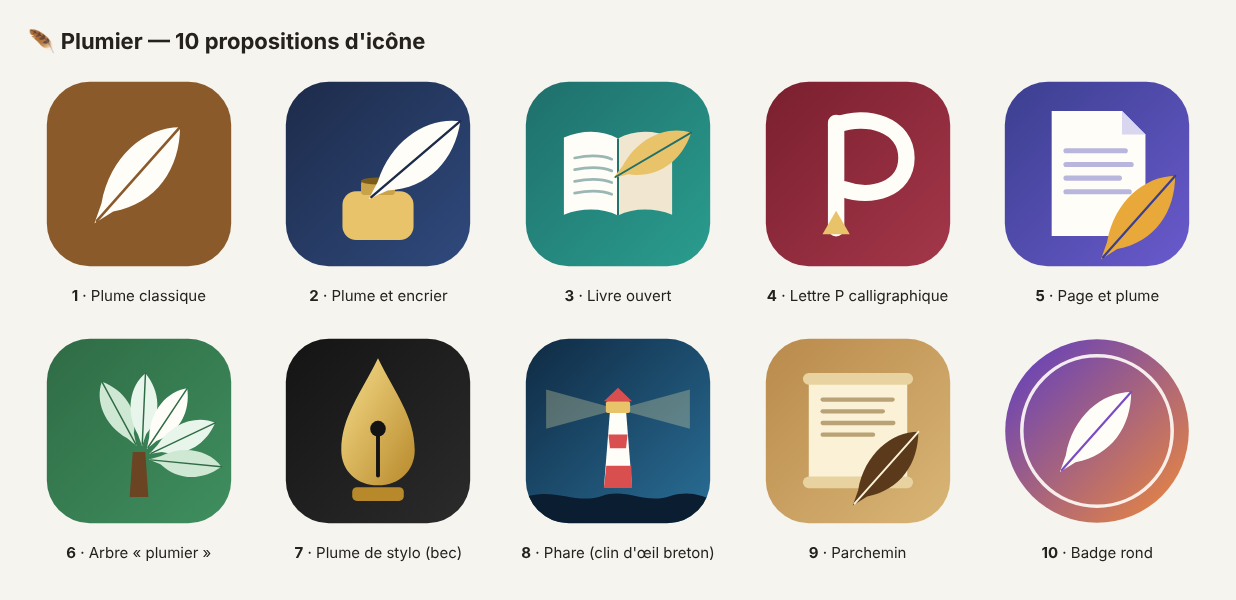 🪶 Plumier — 10 propositions d'icône
1 · Plume classique
2 · Plume et encrier
3 · Livre ouvert
4 · Lettre P calligraphique
5 · Page et plume
6 · Arbre « plumier »
7 · Plume de stylo (bec)
8 · Phare (clin d'œil breton)
9 · Parchemin
10 · Badge rond